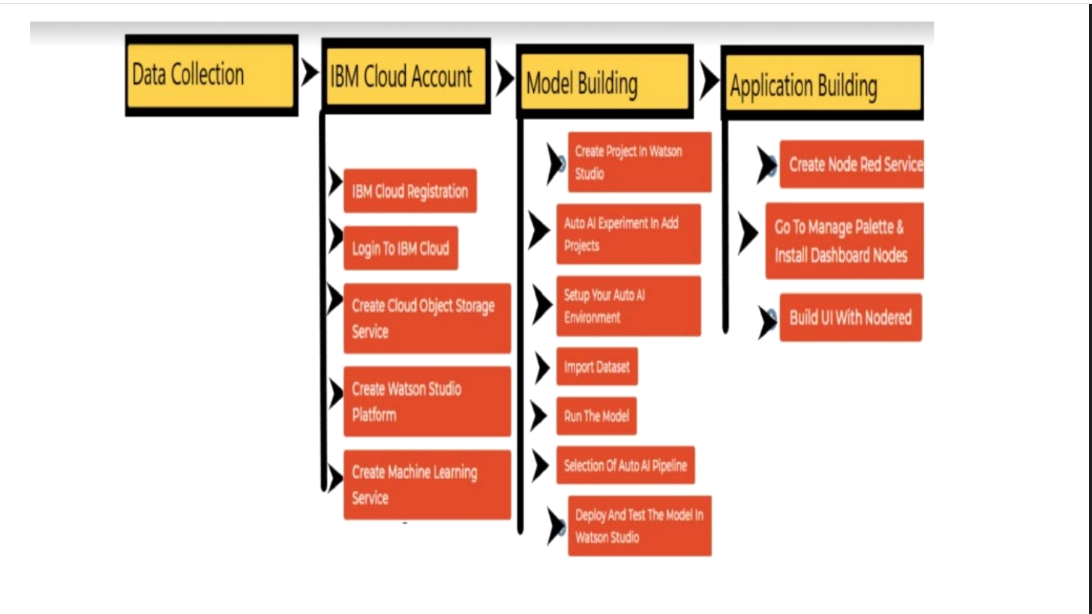 Data Collection
IBM Cloud Account
Model Building
Application Building
IBM Cloud Registration
Login To IBM Cloud
Create Cloud Object Storage
Service
Create Watson Studio
Platform
Create Machine Learning
Service
Create Project In Watson
Studio
Auto AI Experiment In Add
Projects
Setup Your Auto AI
Environment
Import Dataset
Run The Model
Selection Of Auto AI Pipeline
Deploy And Test The Model In
Watson Studio
Create Node Red Service
Go To Manage Palette &
Install Dashboard Nodes
Build UI With Nodered